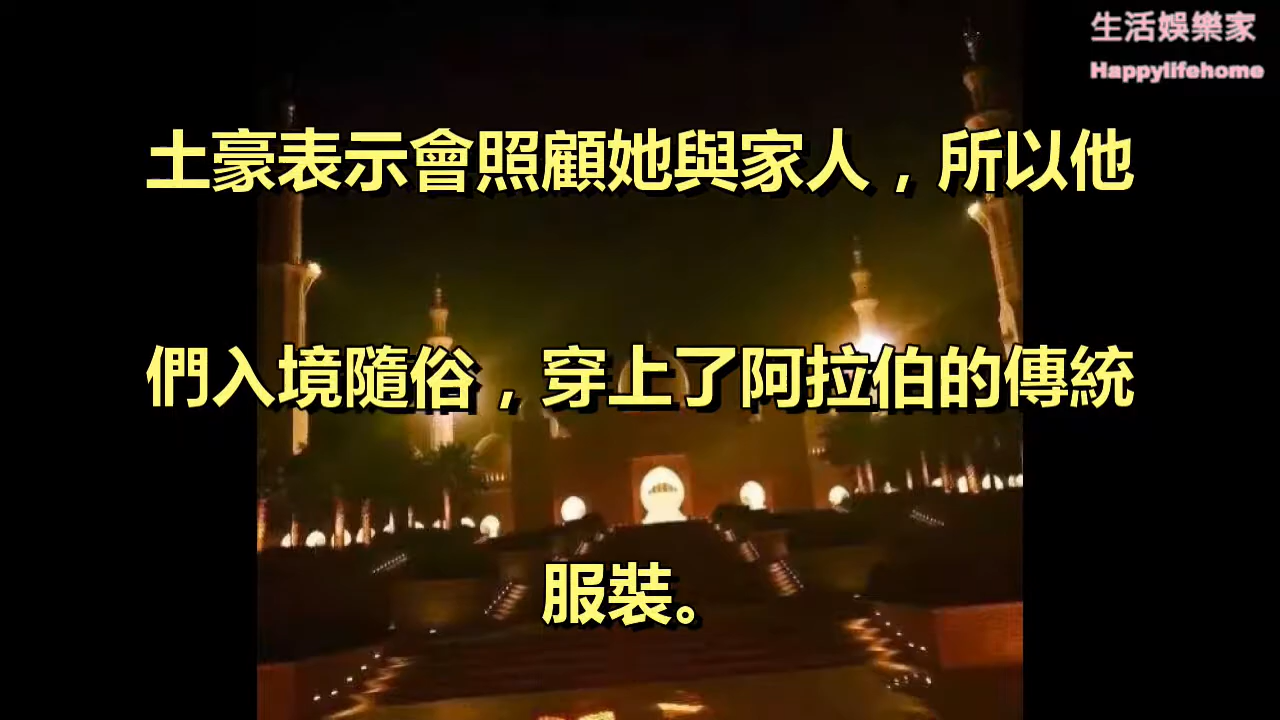 生活娛樂家
Happylifehome
土豪表示會照顧她與家人，所以他
們入境隨俗，穿上了阿拉伯的傳統
服裝。